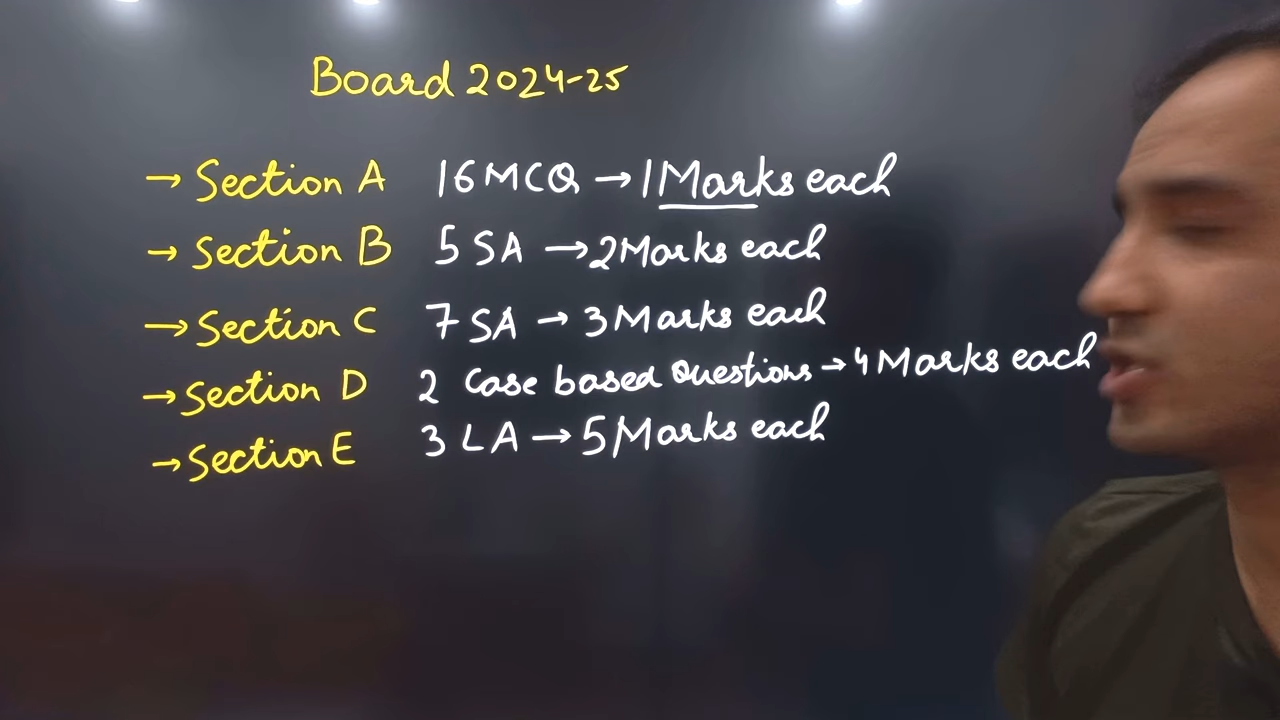 Board 2024-25
→ Section A 16 MCQ → 1 Marks each
→ Section B 5 SA → 2 Marks each
→ Section C 7 SA → 3 Marks each
→ Section D 2 Case based Questions → 4 Marks each
→ Section E 3 LA → 5 Marks each